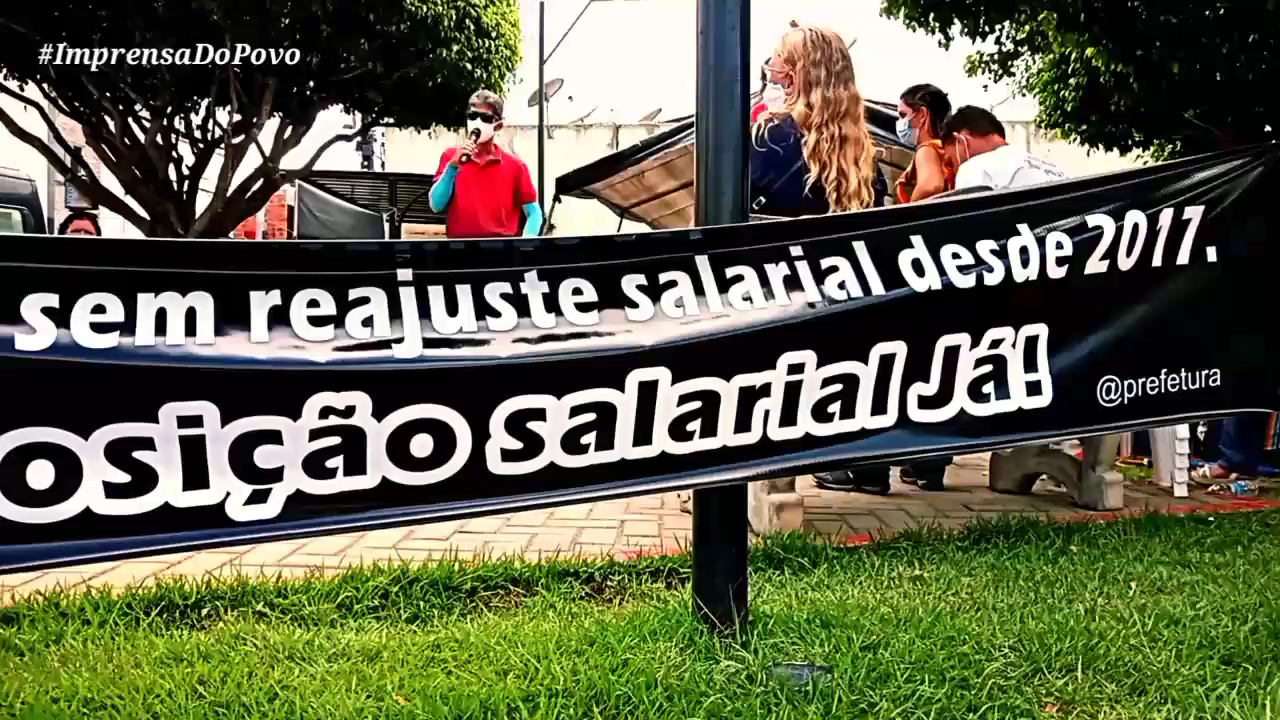 #ImprensaDoPovo
sem reajuste salarial desde 2017.
osição salarial Já!
@prefetura